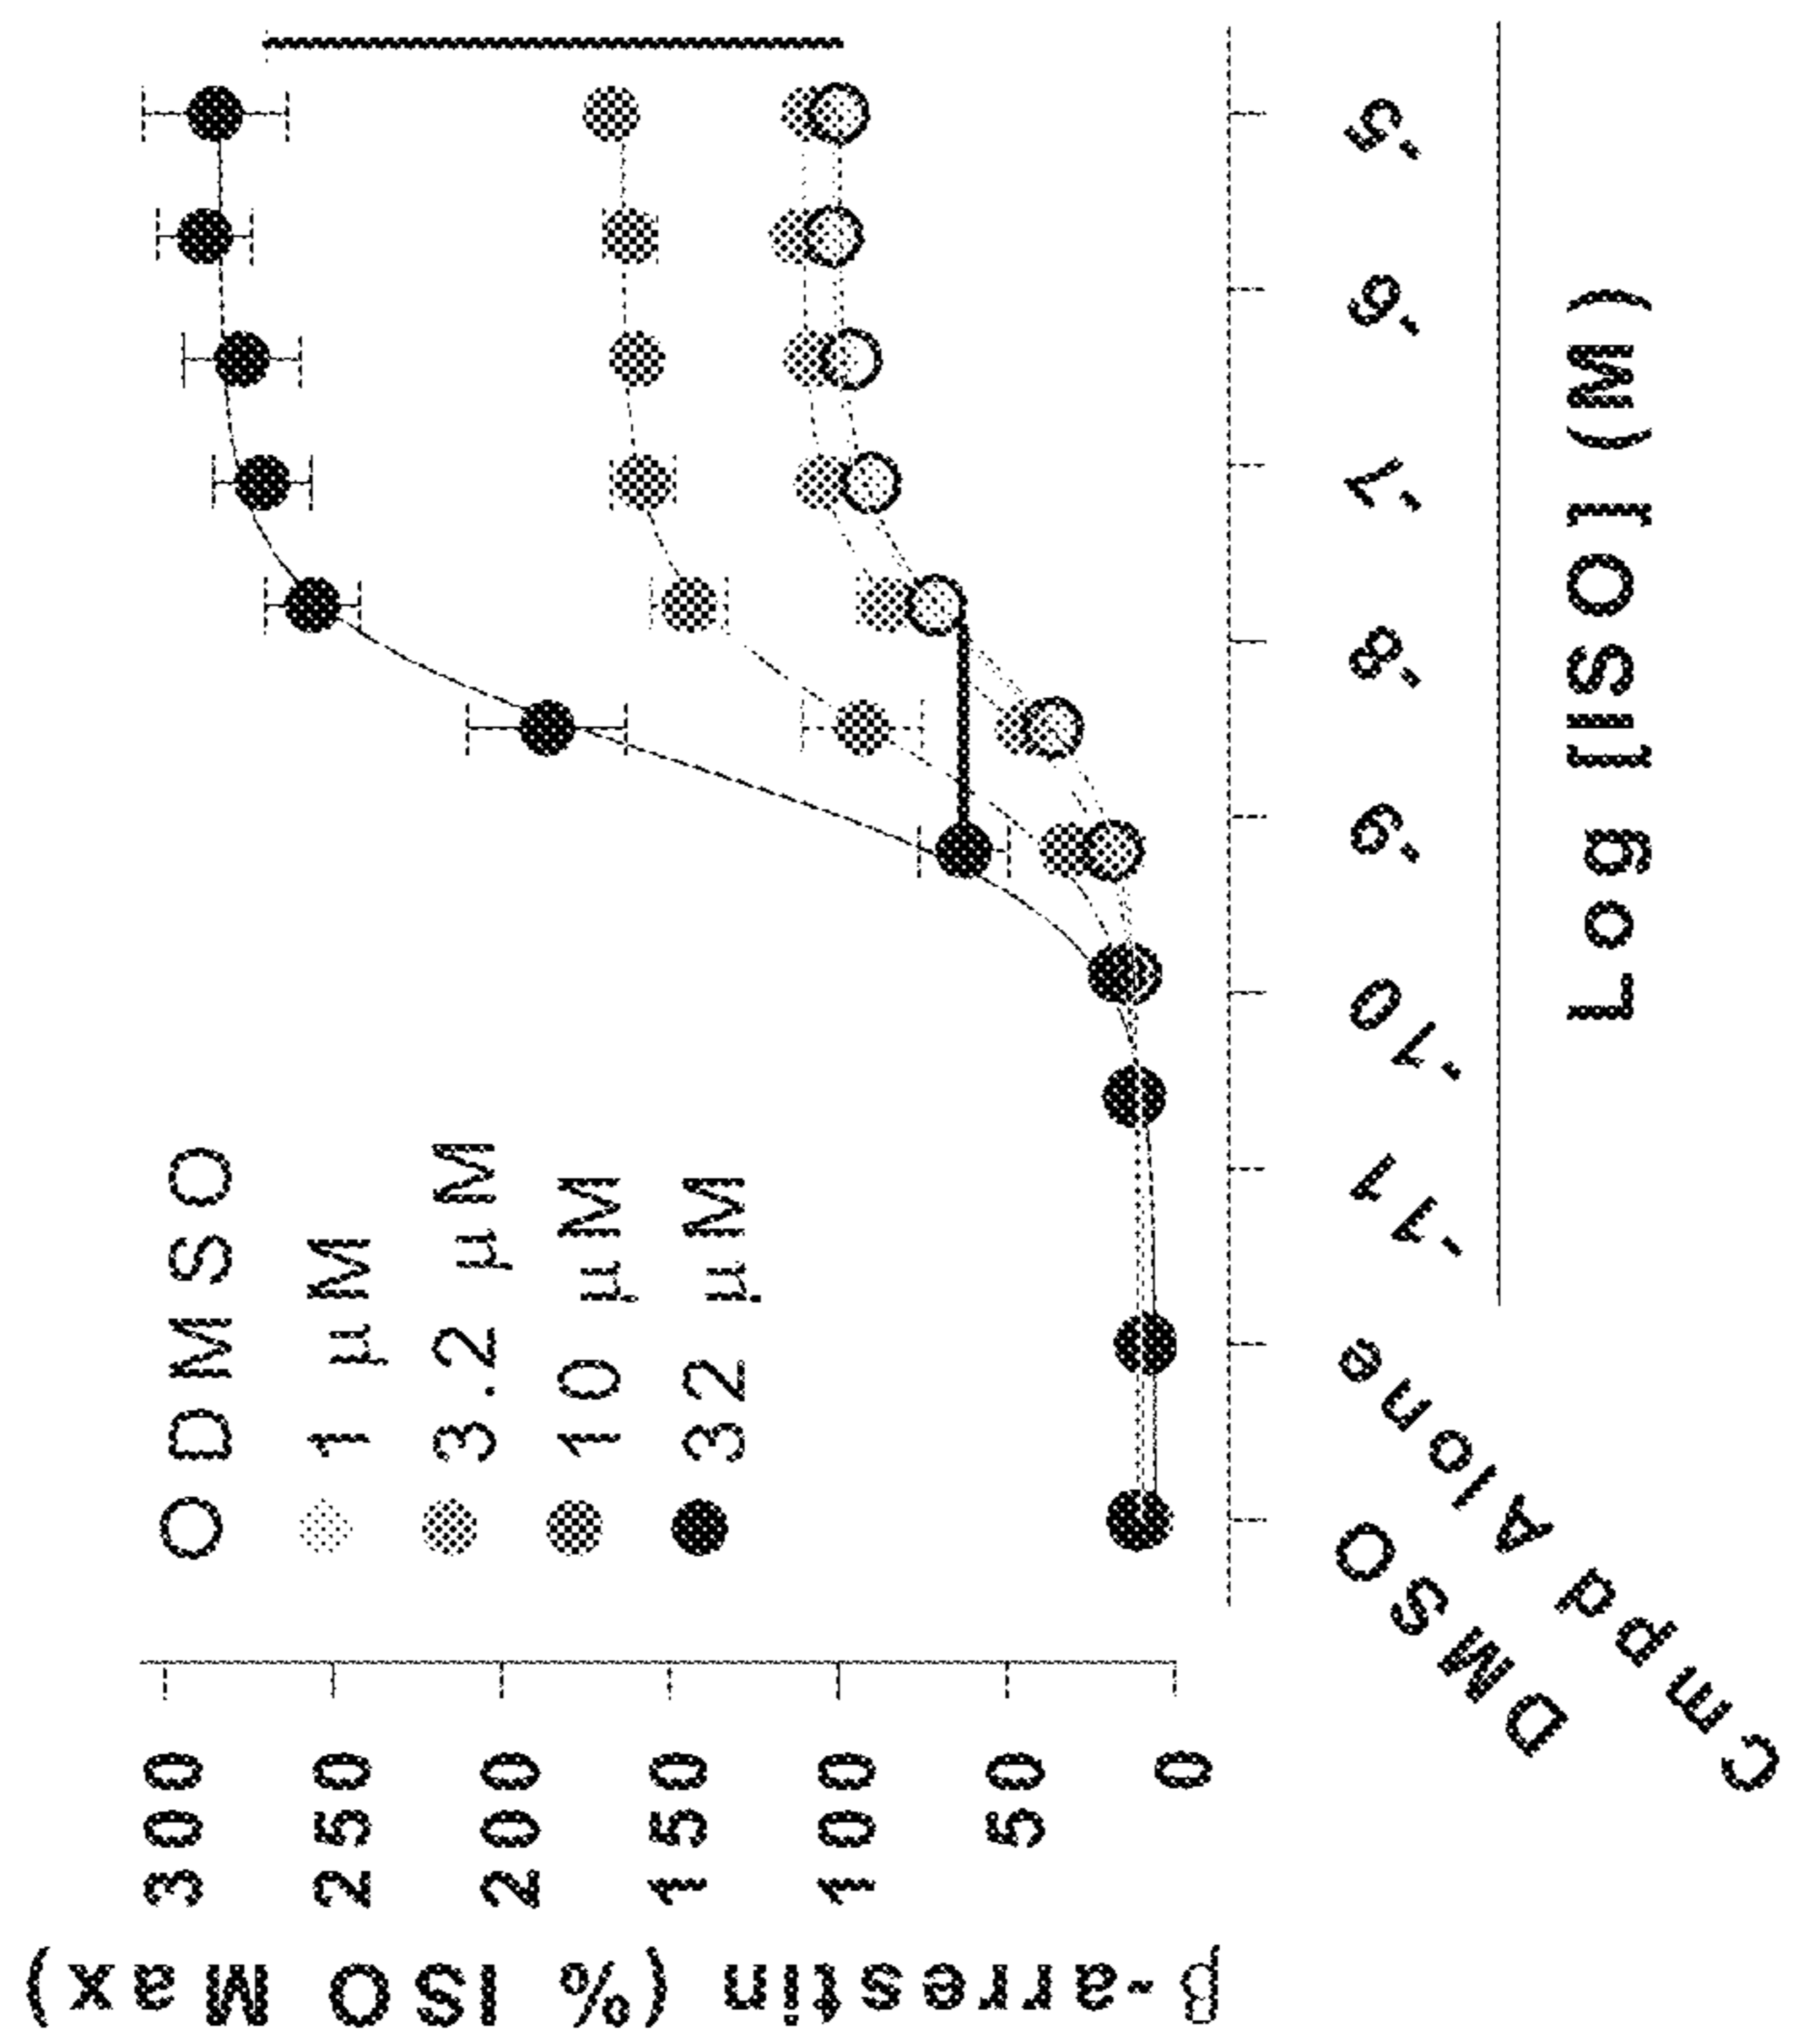 β-arrestin (% ISO Max)
300
250
200
150
100
50
0
DMSO
1 μM
3.2 μM
10 μM
32 μM
DMSO
Cmpd Alone
-11
-10
-9
-8
-7
-6
-5
Log [ISO] (M)